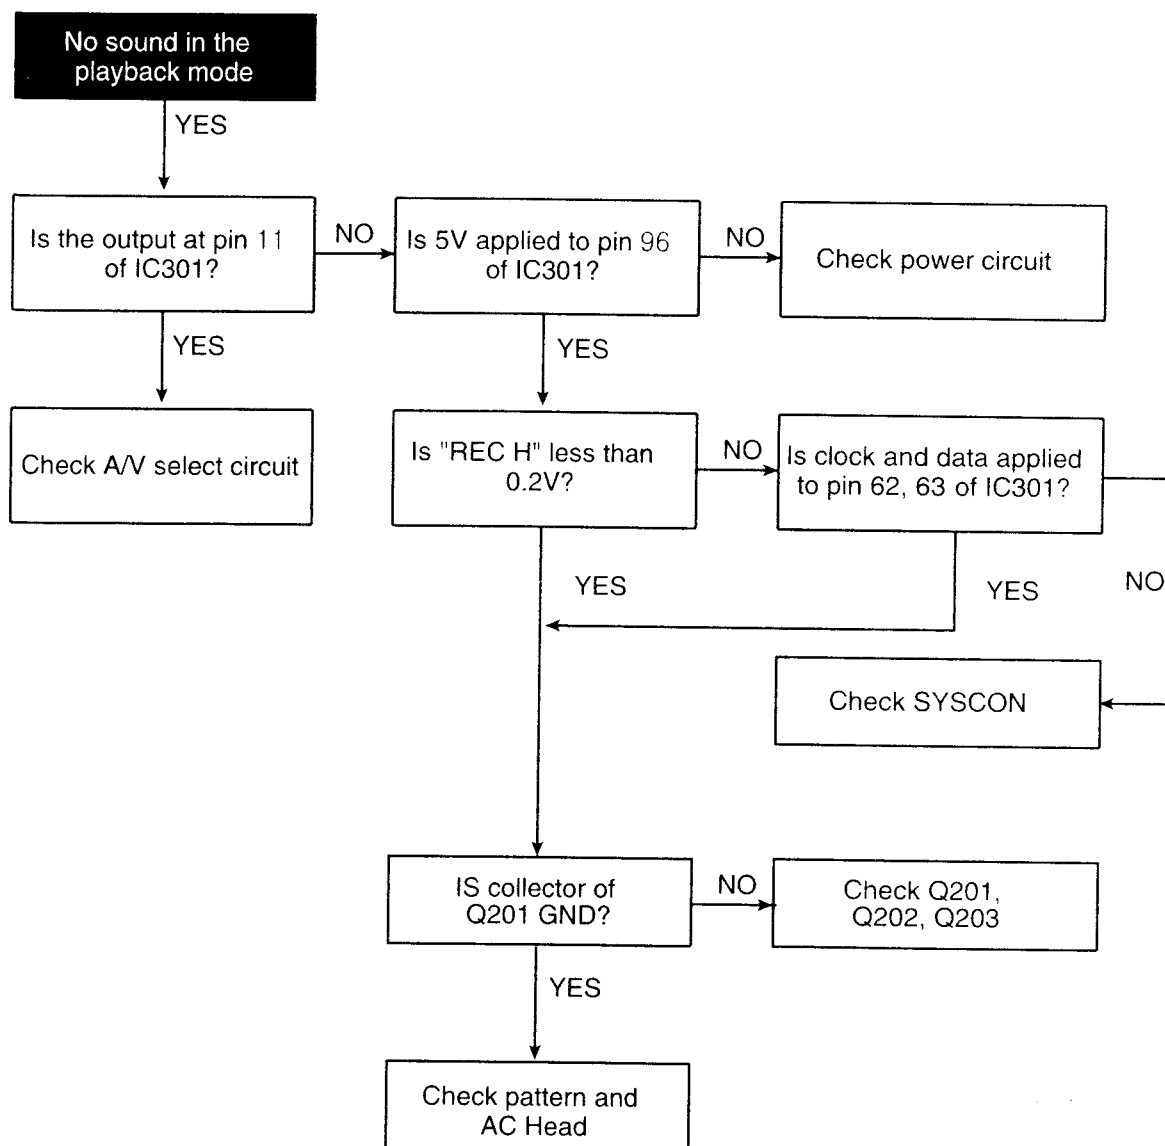 No sound in the
playback mode
YES
Is the output at pin 11
of IC301?
NO
Is 5V applied to pin 96
of IC301?
NO
Check power circuit
YES
YES
Check A/V select circuit
Is "REC H" less than
0.2V?
NO
Is clock and data applied
to pin 62, 63 of IC301?
YES
YES
NO
Check SYSCON
IS collector of
Q201 GND?
NO
Check Q201,
Q202, Q203
YES
Check pattern and
AC Head